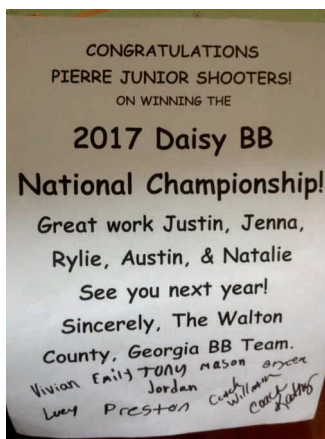 CONGRATULATIONS
PIERRE JUNIOR SHOOTERS!
ON WINNING THE
2017 Daisy BB
National Championship!
Great work Justin, Jenna,
Rylie, Austin, & Natalie
See you next year!
Sincerely, The Walton
County, Georgia BB Team.
Vivian Emily TONY Mason Brycen
Jordan
Lucy Preston Coach Coach